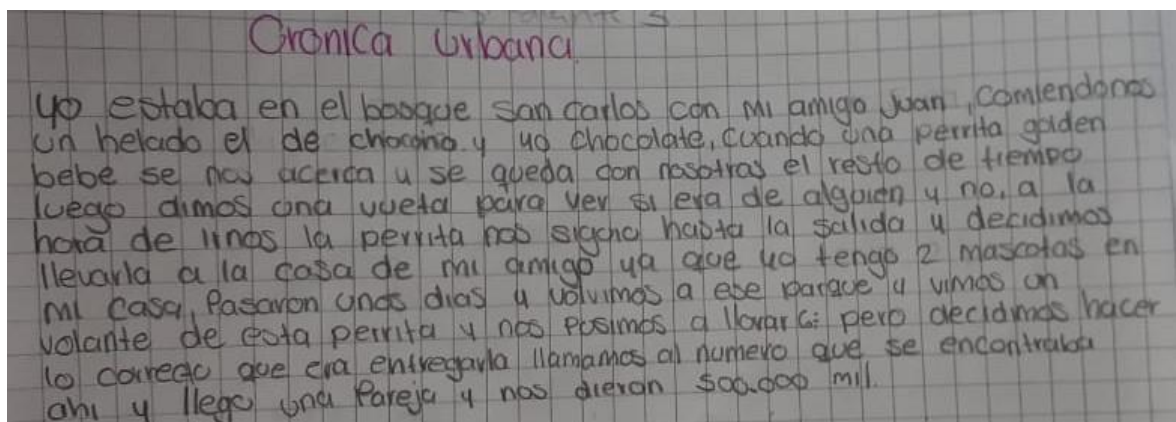 Cronica Urbana
yo estaba en el bosque San Carlos con mi amigo Juan, comiendonos
un helado el de chocono y yo chocolate, cuando una perrita golden
bebe se nos acerca y se queda con nosotras el resto de tiempo
luego dimos una vueta para ver si era de alguien y no, a la
hora de irnos la perrita nos siguio hasta la salida y decidimos
llevarla a la casa de mi amigo ya que yo tengo 2 mascotas en
mi casa, Pasaron unos dias y volvimos a ese parque y vimos un
volante de esta perrita y nos posimos a llorar (: pero decidimos hacer
lo correcto que era entregarla llamamos al numero que se encontraba
ahi y llego una Pareja y nos dieron 500.000 mil.